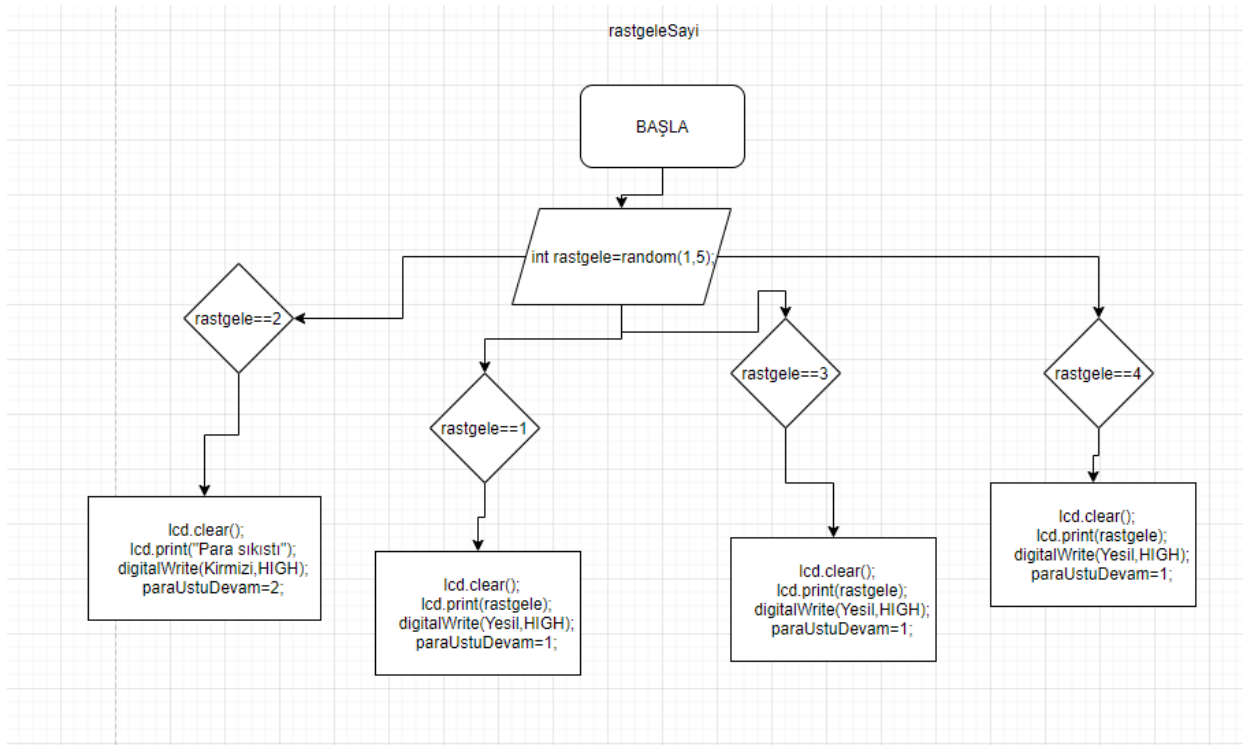 rastgeleSayi
BAŞLA
int rastgele=random(1,5);
rastgele==2
rastgele==1
rastgele==3
rastgele==4
lcd.clear();
lcd.print("Para sıkıstı");
digitalWrite(Kirmizi,HIGH);
paraUstuDevam=2;
lcd.clear();
lcd.print(rastgele);
digitalWrite(Yesil,HIGH);
paraUstuDevam=1;
lcd.clear();
lcd.print(rastgele);
digitalWrite(Yesil,HIGH);
paraUstuDevam=1;
lcd.clear();
lcd.print(rastgele);
digitalWrite(Yesil,HIGH);
paraUstuDevam=1;